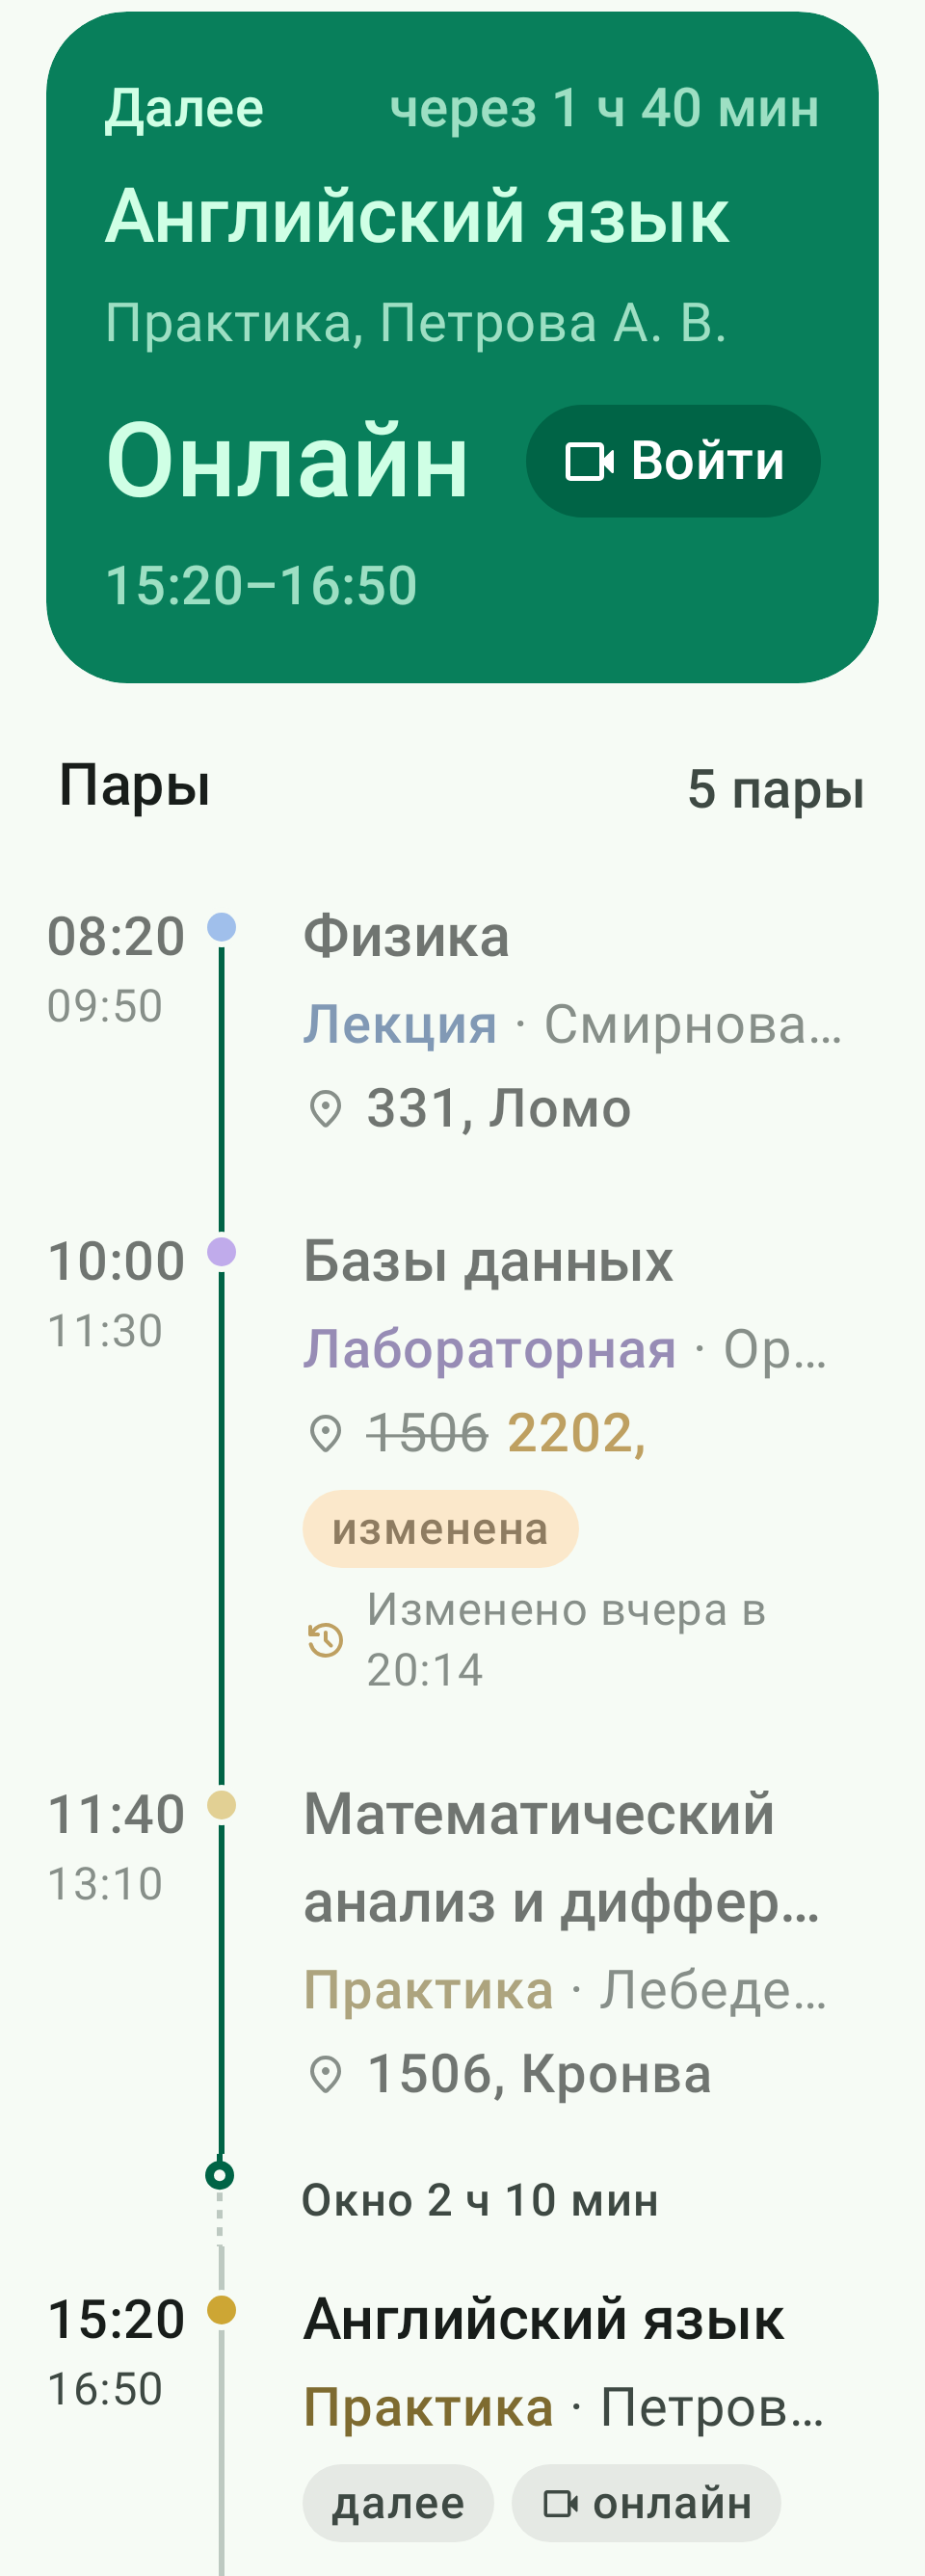 Далее через 1 ч 40 мин
Английский язык
Практика, Петрова А. В.
Онлайн Войти
15:20–16:50
Пары 5 пары
08:20 Физика
09:50 Лекция · Смирнова…
331, Ломо
10:00 Базы данных
11:30 Лабораторная · Ор…
1506 2202,
изменена
Изменено вчера в
20:14
11:40 Математический
13:10 анализ и диффер…
Практика · Лебеде…
1506, Кронва
Окно 2 ч 10 мин
15:20 Английский язык
16:50 Практика · Петров…
далее онлайн